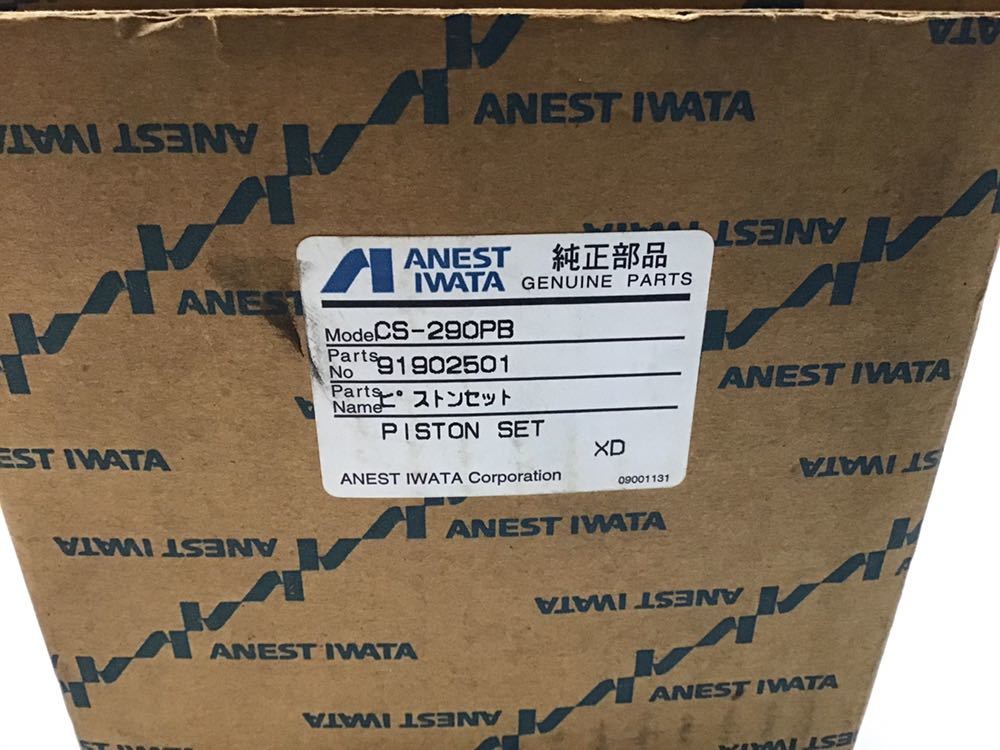 ANEST IWATA
ANEST IWATA
ANEST IWATA
ANEST
IWATA
純正部品
GENUINE PARTS
Model CS-290PB
Parts No 91902501
Parts Name ピストンセット
PISTON SET
XD
ANEST IWATA Corporation
09001131
ANEST
ANEST IWATA
EST IWATA
ANEST IWATA
ANEST IWATA
ANEST IWATA
ANEST IWATA
ANEST IWATA
ANEST IWATA